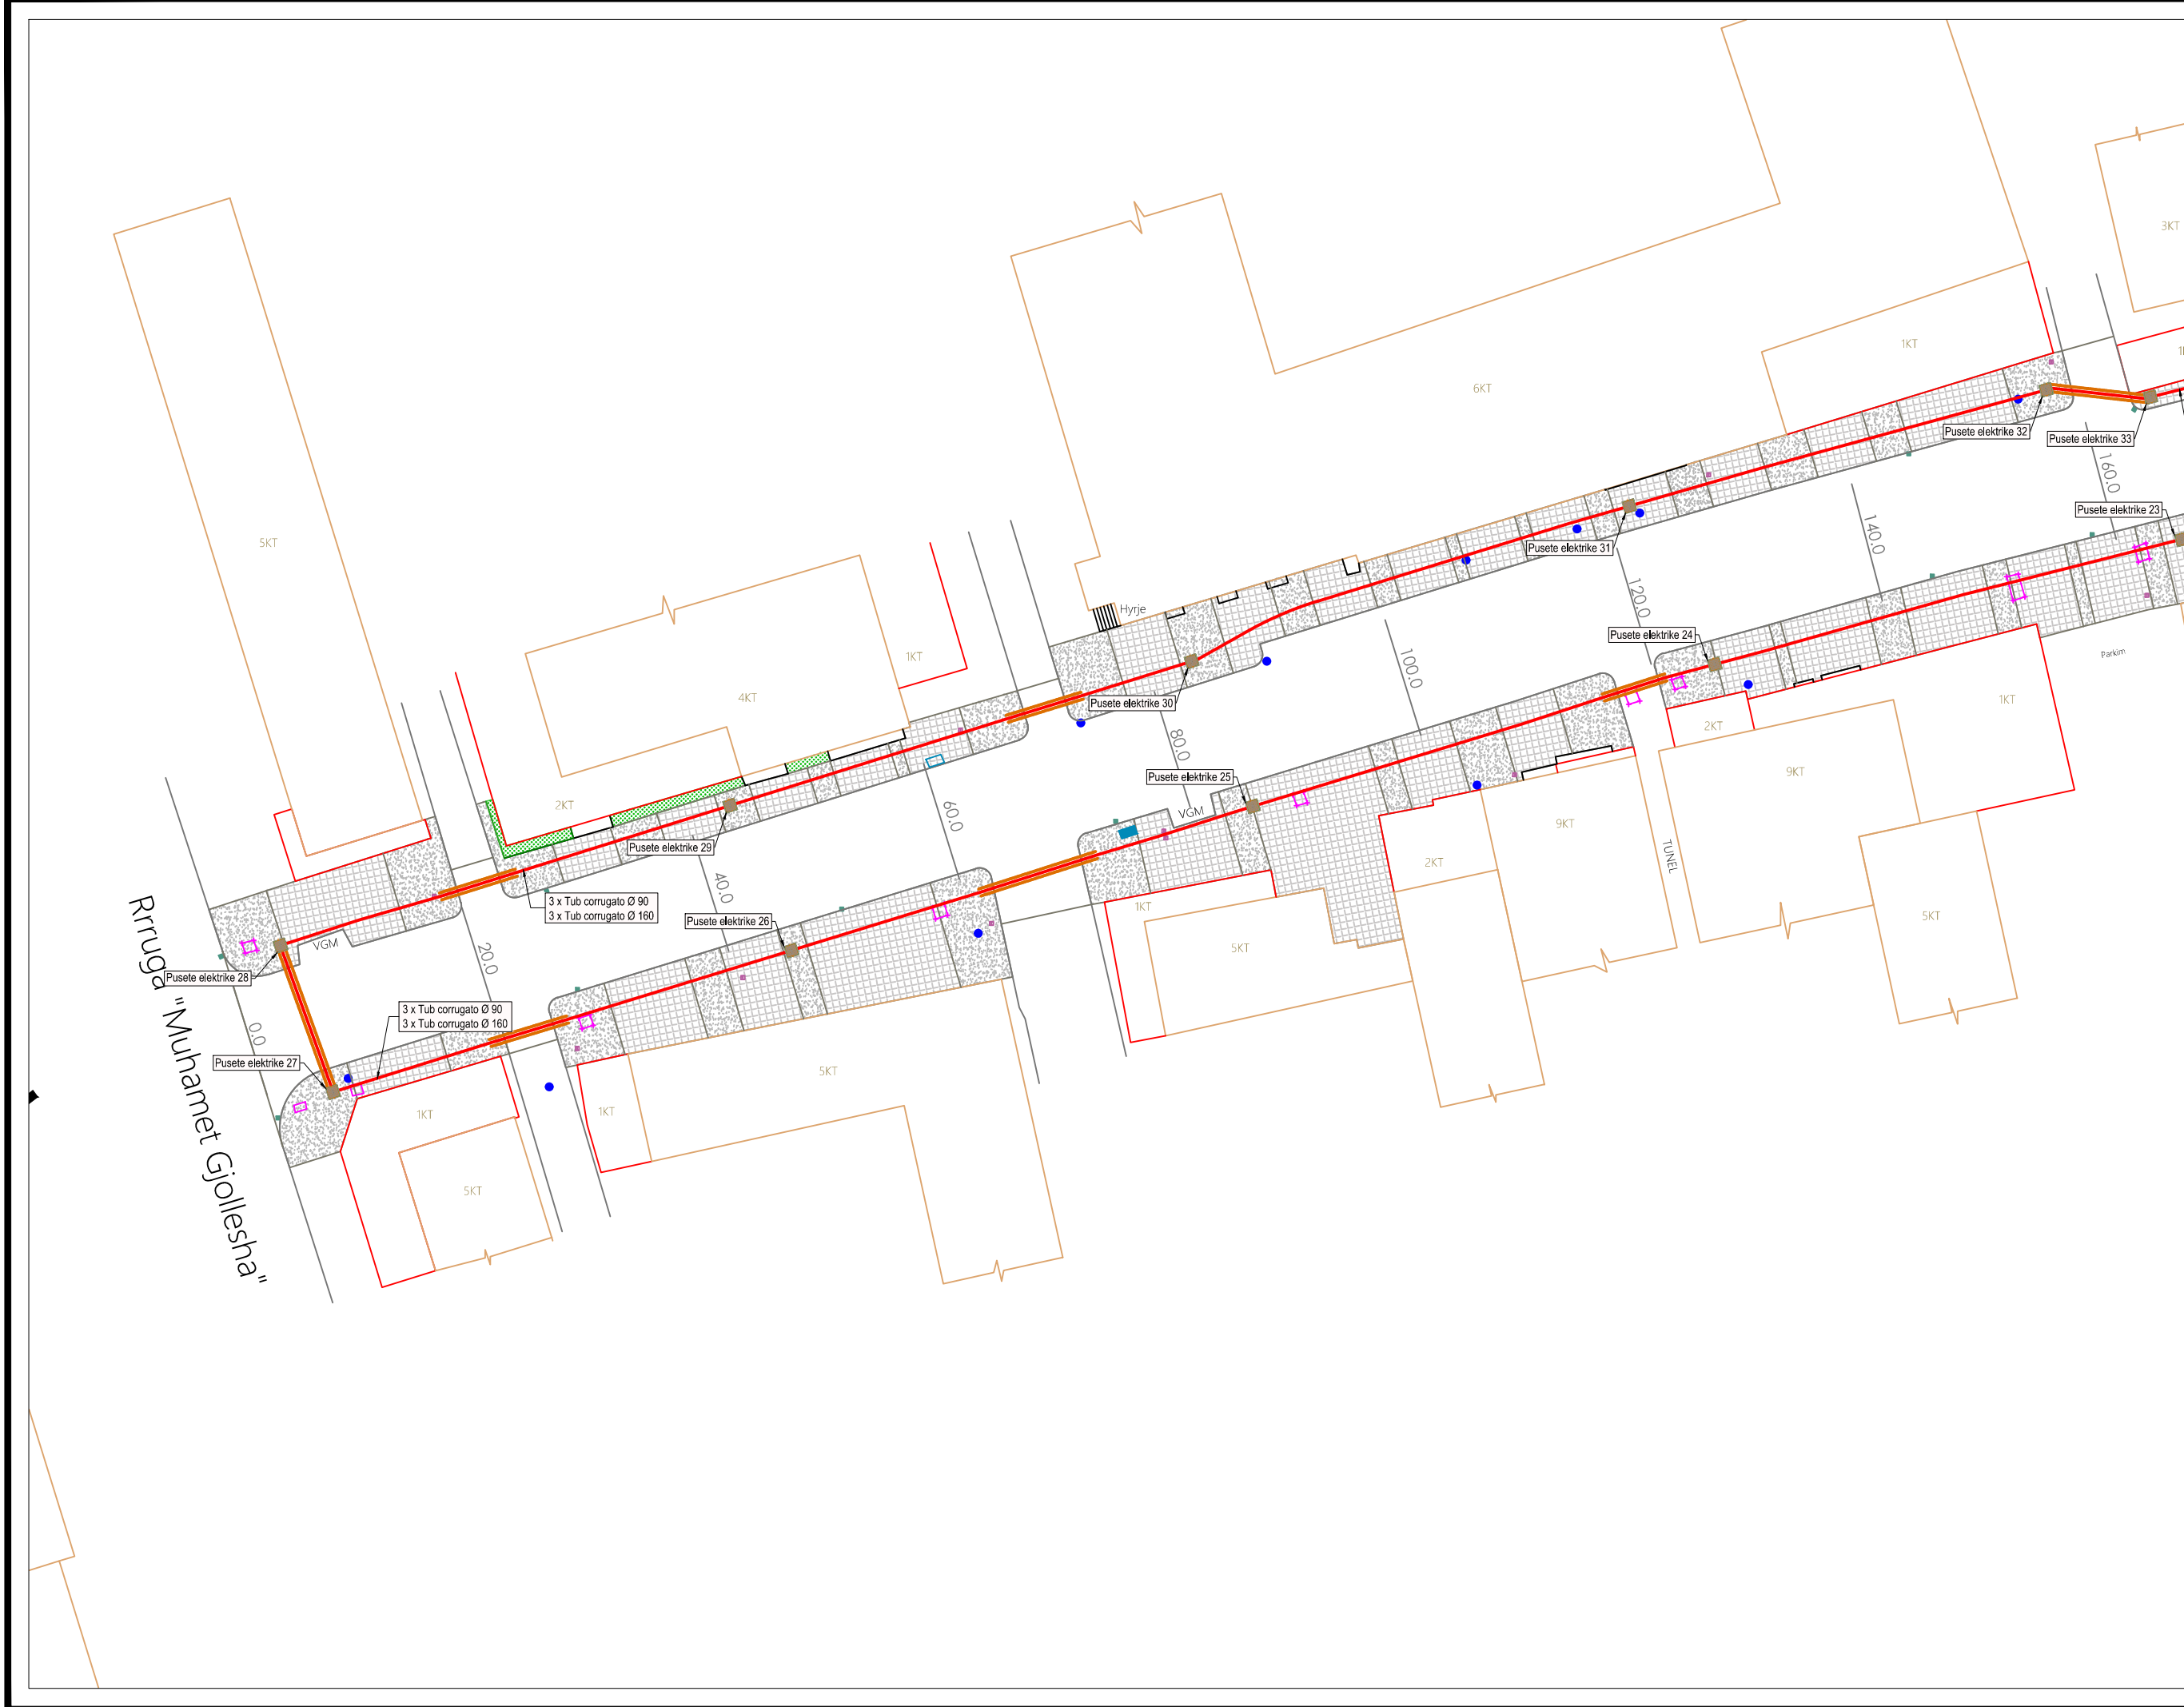 3KT
5KT
1KT
1
6KT
Pusete elektrike 32
Pusete elektrike 33
160.0
Pusete elektrike 23
Pusete elektrike 31
140.0
Hyrje
120.0
Pusete elektrike 24
1KT
4KT
100.0
Parkim
Pusete elektrike 30
80.0
1KT
2KT
9KT
Pusete elektrike 25
2KT
60.0
VGM
9KT
Pusete elektrike 29
TUNEL
2KT
40.0
3 x Tub corrugato Ø 90
3 x Tub corrugato Ø 160
1KT
5KT
Pusete elektrike 26
5KT
VGM
20.0
Pusete elektrike 28
3 x Tub corrugato Ø 90
3 x Tub corrugato Ø 160
0.0
Pusete elektrike 27
5KT
1KT
1KT
5KT
Rruga "Muhamet Gjollesha"